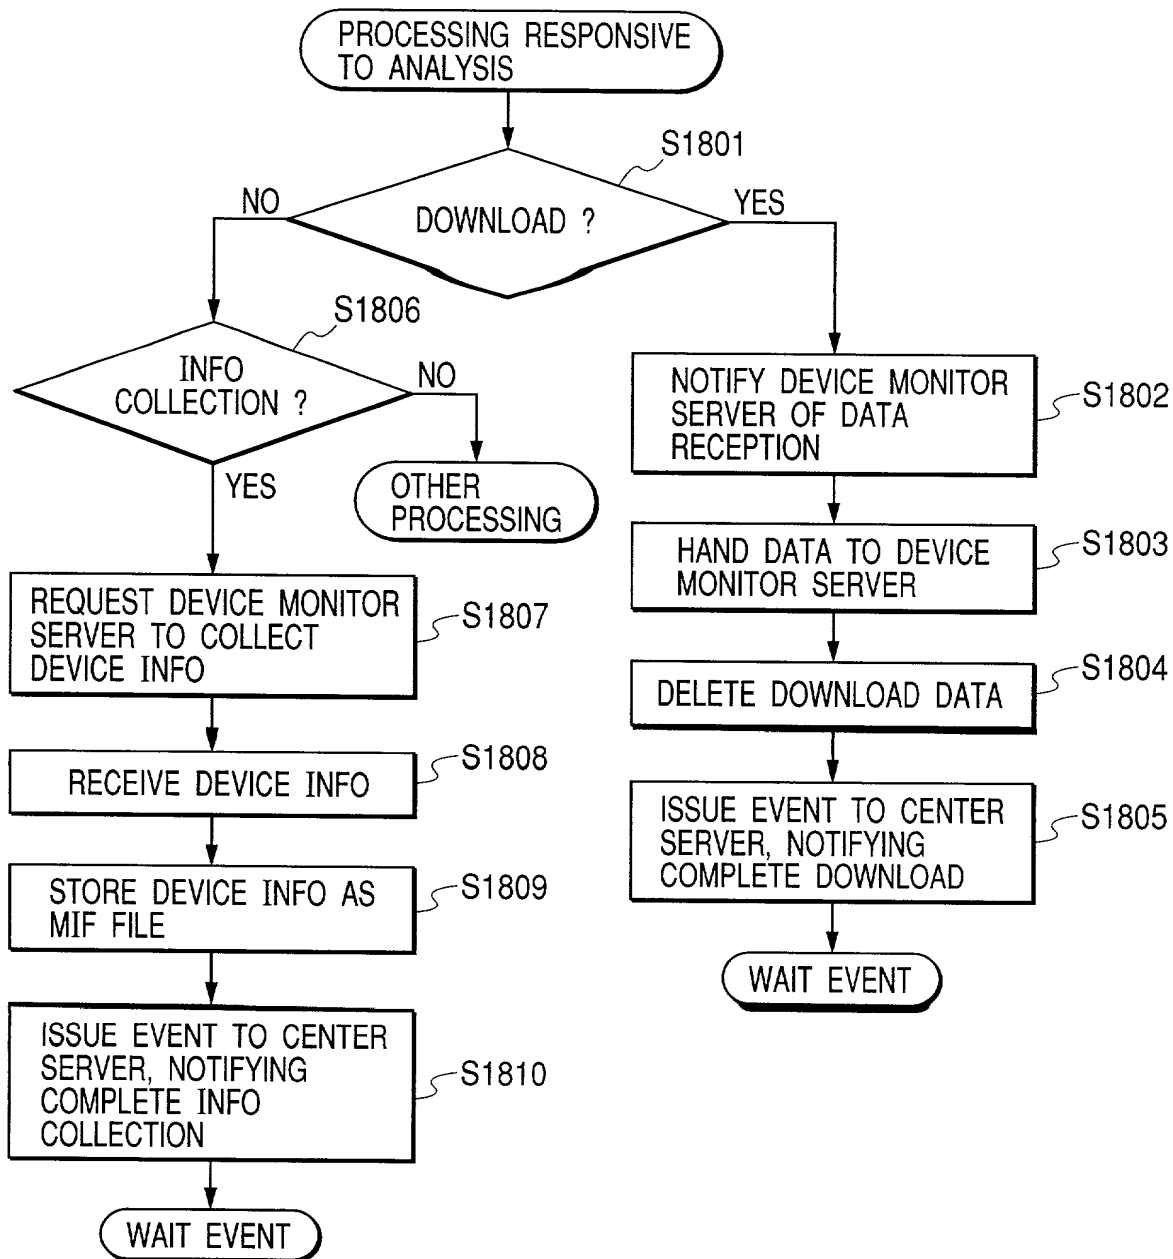 PROCESSING RESPONSIVE
TO ANALYSIS
S1801
NO
DOWNLOAD ?
YES
S1806
INFO
COLLECTION ?
NO
YES
OTHER
PROCESSING
NOTIFY DEVICE MONITOR
SERVER OF DATA
RECEPTION
S1802
HAND DATA TO DEVICE
MONITOR SERVER
S1803
DELETE DOWNLOAD DATA
S1804
ISSUE EVENT TO CENTER
SERVER, NOTIFYING
COMPLETE DOWNLOAD
S1805
WAIT EVENT
REQUEST DEVICE MONITOR
SERVER TO COLLECT
DEVICE INFO
S1807
RECEIVE DEVICE INFO
S1808
STORE DEVICE INFO AS
MIF FILE
S1809
ISSUE EVENT TO CENTER
SERVER, NOTIFYING
COMPLETE INFO
COLLECTION
S1810
WAIT EVENT